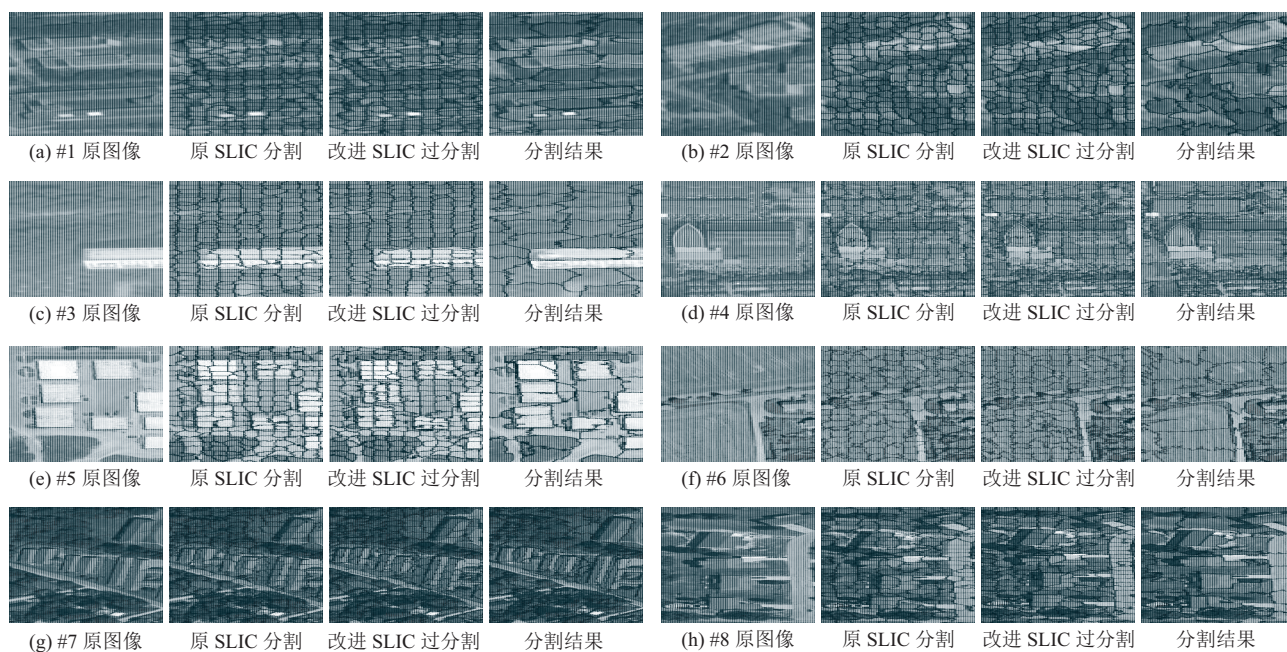 (a) #1 原图像 原 SLIC 分割 改进 SLIC 过分割 分割结果 (b) #2 原图像 原 SLIC 分割 改进 SLIC 过分割 分割结果
(c) #3 原图像 原 SLIC 分割 改进 SLIC 过分割 分割结果 (d) #4 原图像 原 SLIC 分割 改进 SLIC 过分割 分割结果
(e) #5 原图像 原 SLIC 分割 改进 SLIC 过分割 分割结果 (f) #6 原图像 原 SLIC 分割 改进 SLIC 过分割 分割结果
(g) #7 原图像 原 SLIC 分割 改进 SLIC 过分割 分割结果 (h) #8 原图像 原 SLIC 分割 改进 SLIC 过分割 分割结果